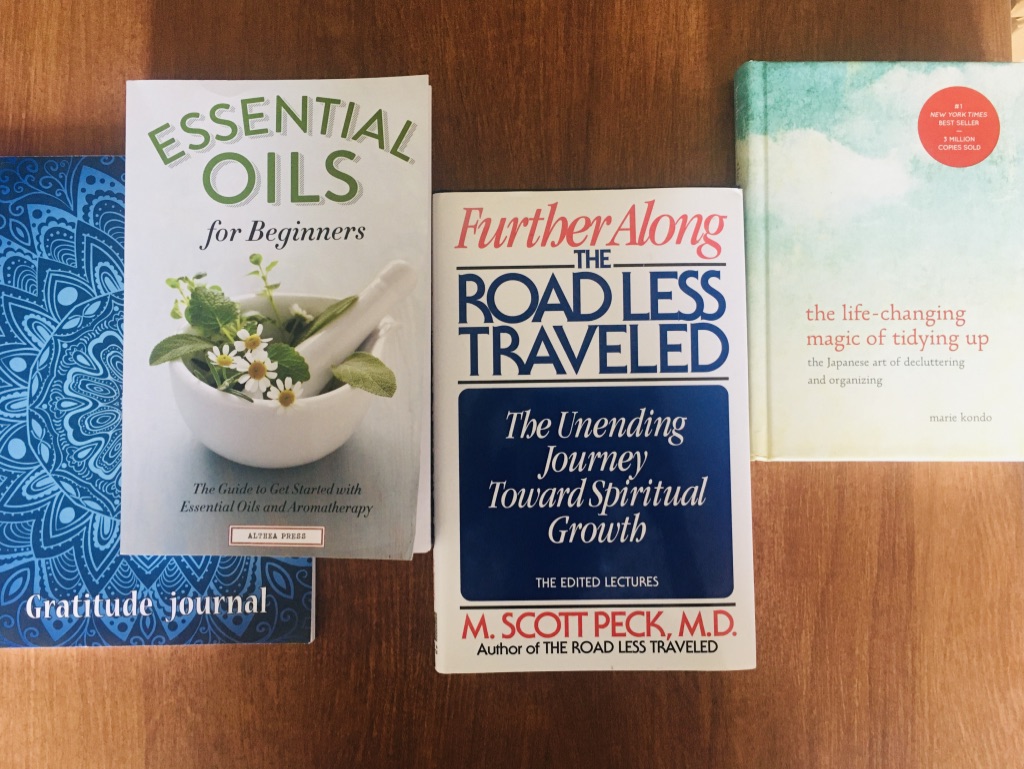 ESSENTIAL
OILS
for Beginners
The Guide to Get Started with
Essential Oils and Aromatherapy
ALTHEA PRESS
Gratitude journal
Further Along
THE
ROAD LESS
TRAVELED
The Unending
Journey
Toward Spiritual
Growth
THE EDITED LECTURES
M. SCOTT PECK, M.D.
Author of THE ROAD LESS TRAVELED
#1
NEW YORK TIMES
BEST SELLER
—
3 MILLION
COPIES SOLD
the life-changing
magic of tidying up
the Japanese art of decluttering
and organizing
marie kondo